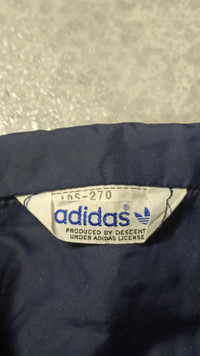 ADS-270
adidas®
PRODUCED BY DESCENT
UNDER ADIDAS LICENSE